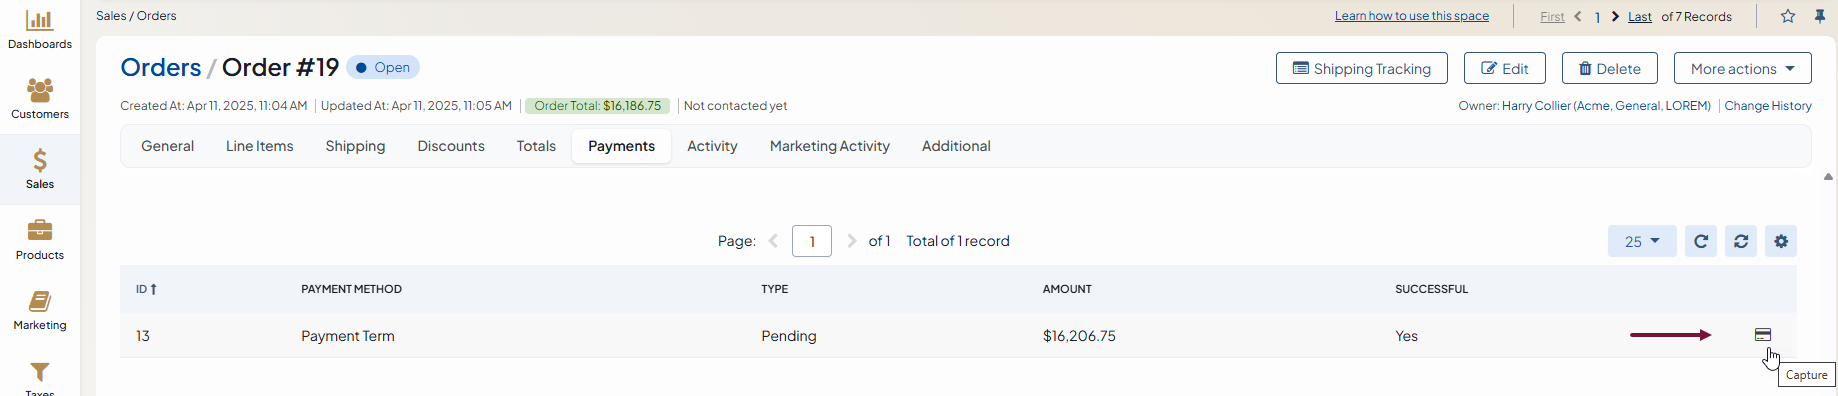 Sales / Orders
Learn how to use this space
First 1 Last of 7 Records
Dashboards
Customers
Sales
Products
Marketing
Taxes
Orders / Order #19 Open
Shipping Tracking Edit Delete More actions
Created At: Apr 11, 2025, 11:04 AM Updated At: Apr 11, 2025, 11:05 AM Order Total: $16,186.75 Not contacted yet
Owner: Harry Collier (Acme, General, LOREM) Change History
General Line Items Shipping Discounts Totals Payments Activity Marketing Activity Additional
Page: 1 of 1 Total of 1 record 25
ID PAYMENT METHOD TYPE AMOUNT SUCCESSFUL
13 Payment Term Pending $16,206.75 Yes
Capture